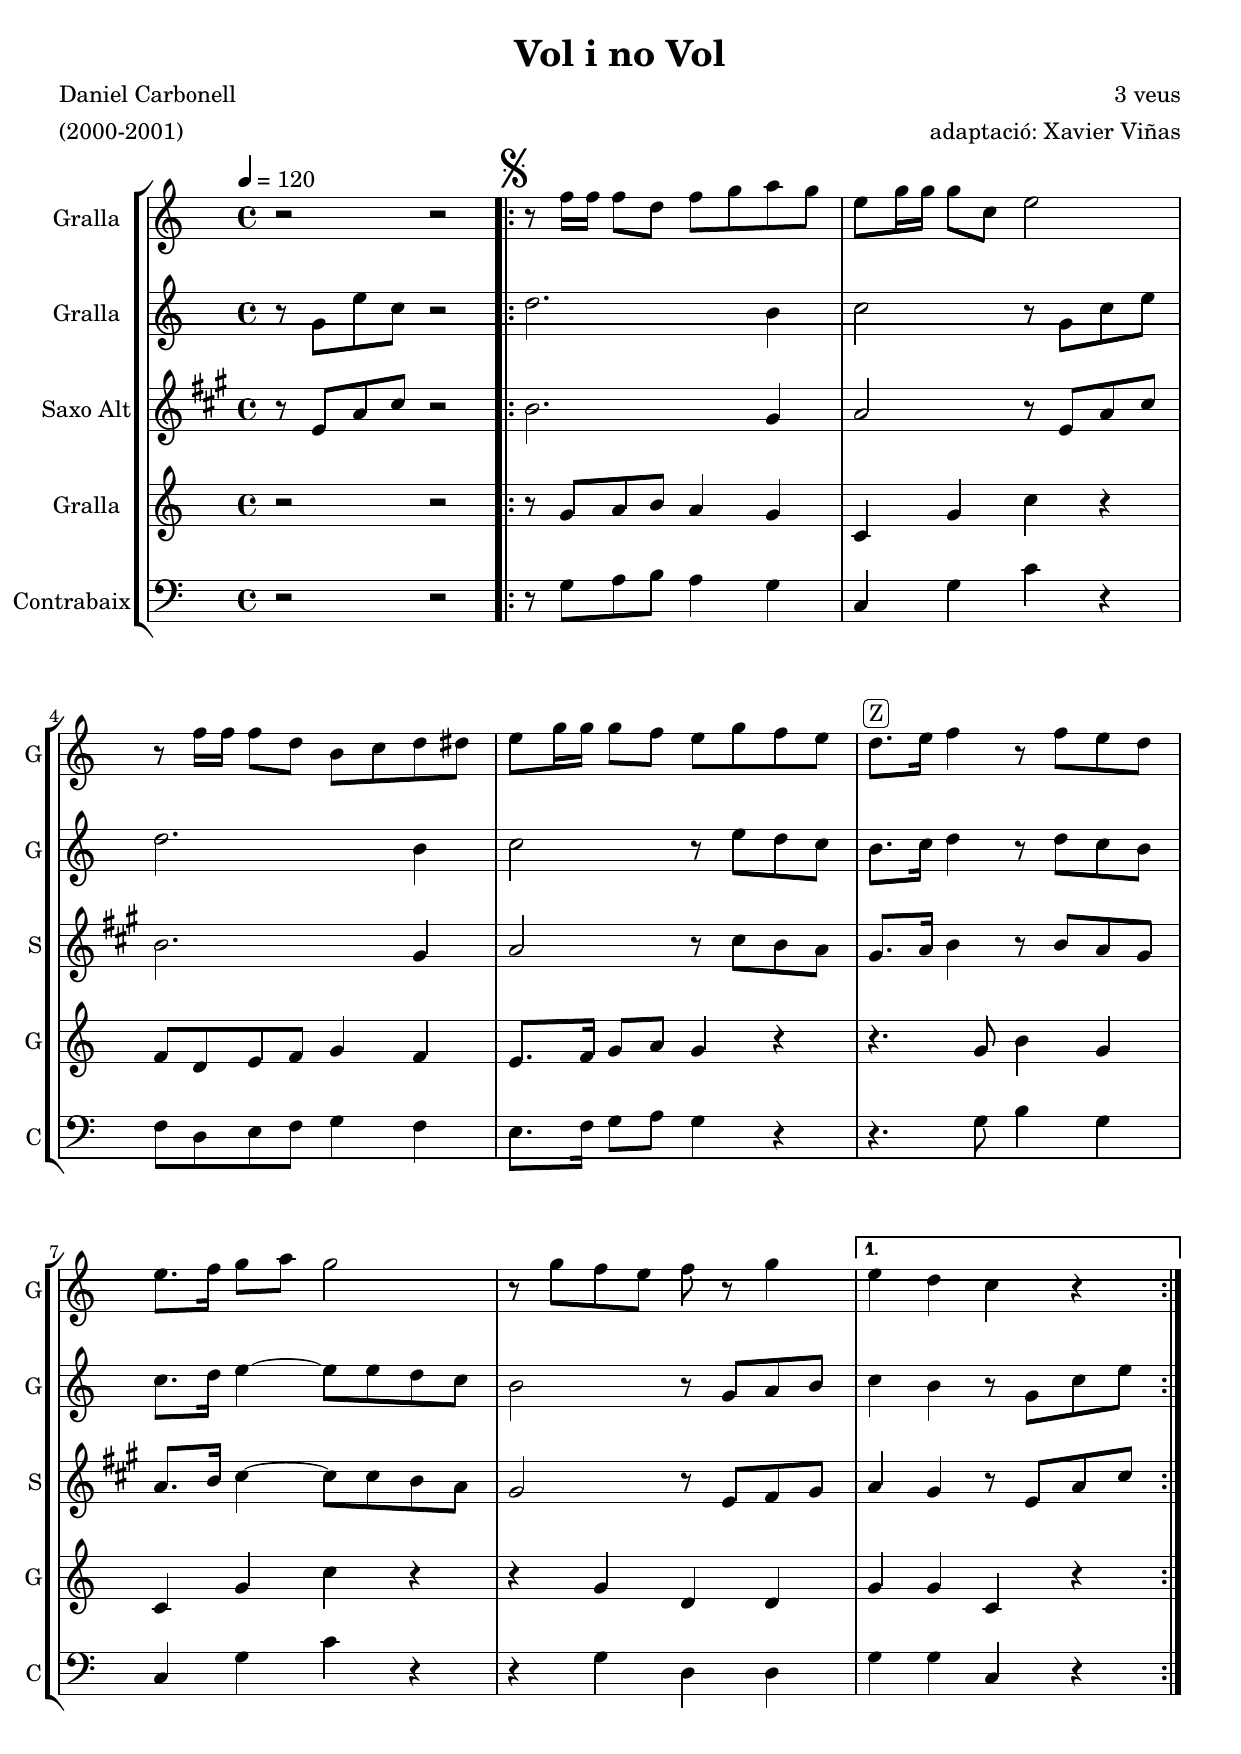 Vol i no Vol
Daniel Carbonell
3 veus
(2000-2001)
adaptació: Xavier Viñas
= 120
Gralla
Gralla
Saxo Alt
Gralla
Contrabaix
4
Z
G
G
S
G
C
7
1.
G
G
S
G
C